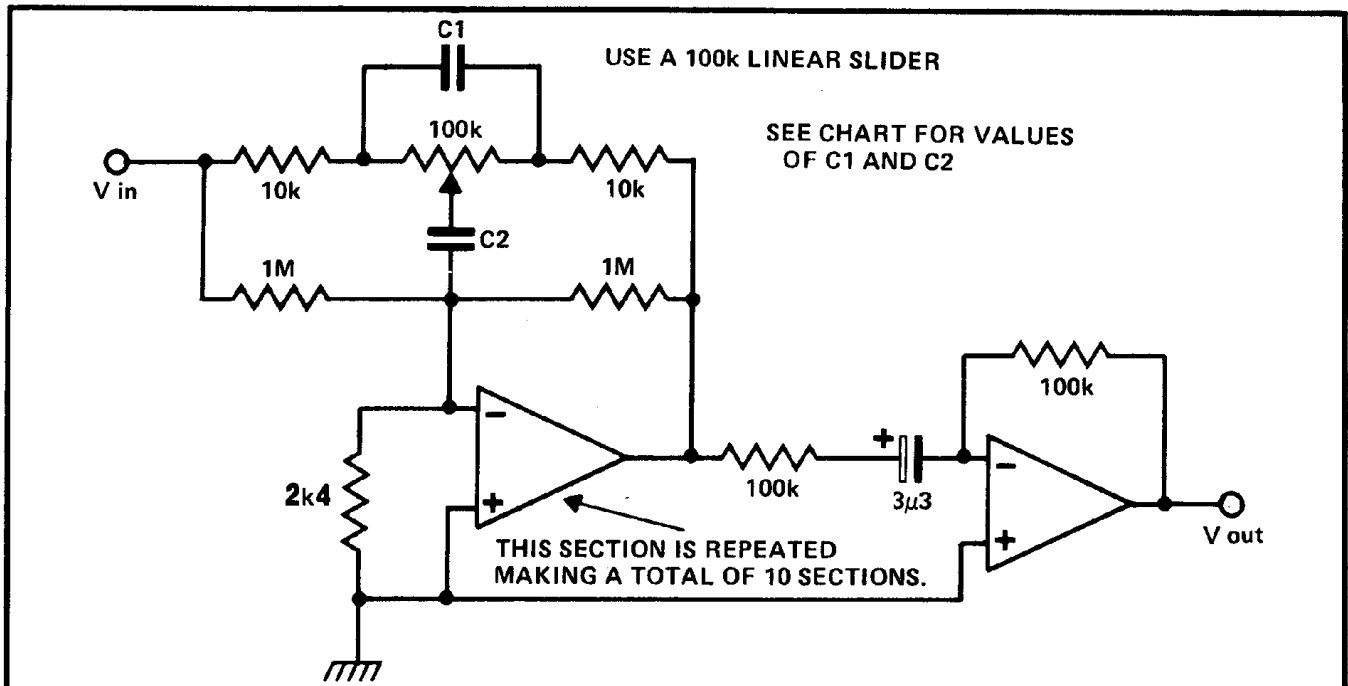 C1
USE A 100k LINEAR SLIDER
100k
SEE CHART FOR VALUES
OF C1 AND C2
V in
10k
10k
C2
1M
1M
100k
−
+
2k4
100k
+
3μ3
−
+
V out
THIS SECTION IS REPEATED
MAKING A TOTAL OF 10 SECTIONS.